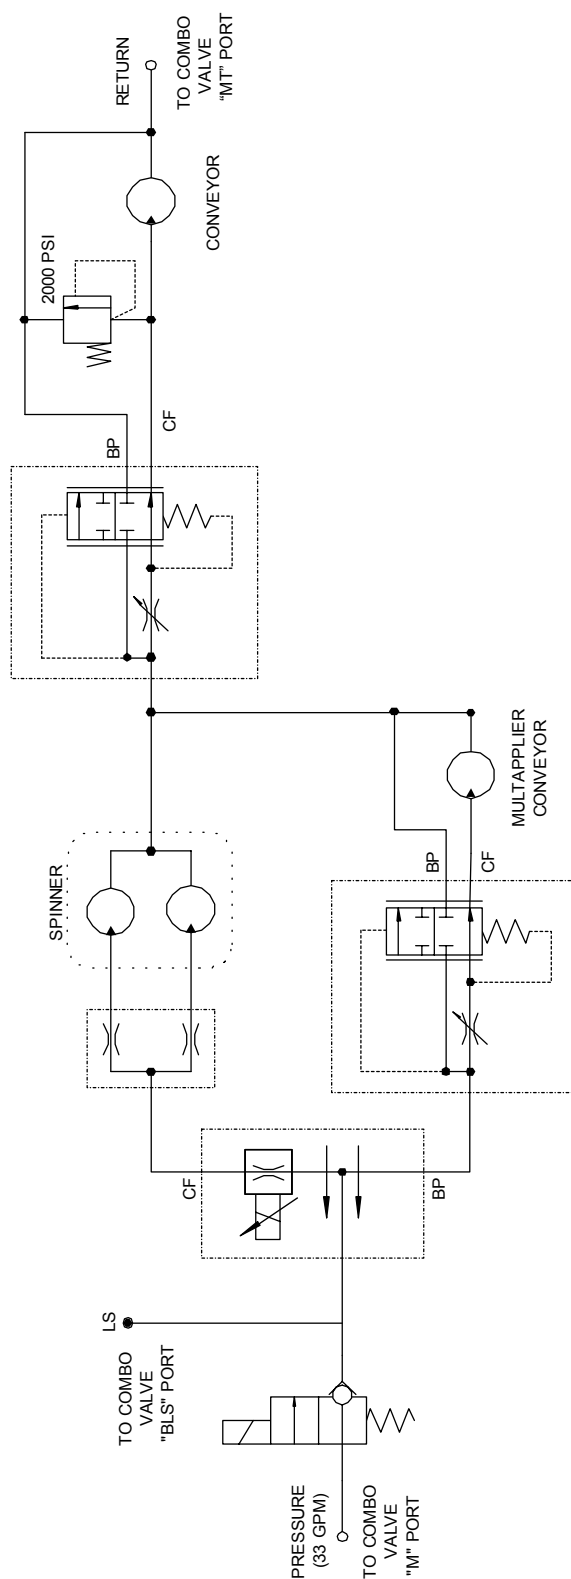 PRESSURE
(33 GPM)
TO COMBO
VALVE
"M" PORT
TO COMBO
VALVE
"BLS" PORT
LS
CF
BP
SPINNER
BP
CF
MULTAPPLIER
CONVEYOR
BP
CF
2000 PSI
CONVEYOR
RETURN
TO COMBO
VALVE
"MT" PORT